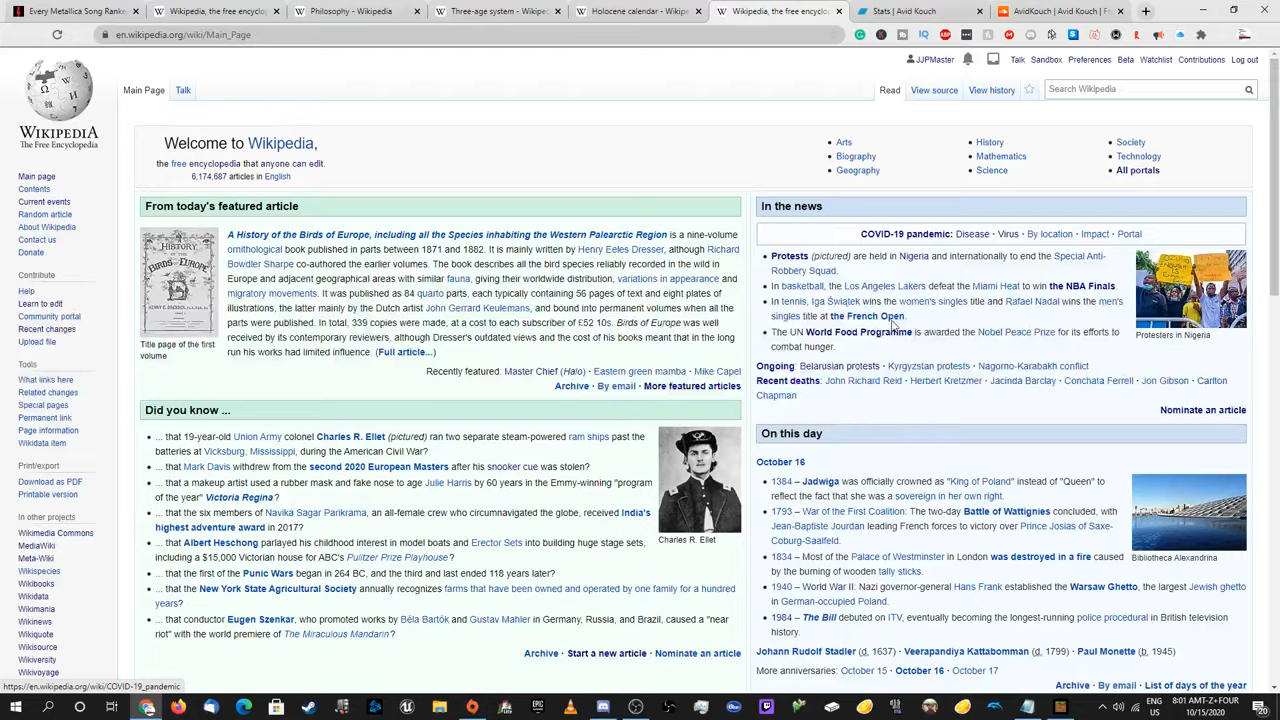 Every Metallica Song Ranke
Wikipedia, the free encyclopedi
Philosophy - Wikipedia
Three-age system - Wikipedia
Holocene calendar - Wikipedia
Wikipedia, the free encyclopedi
Stats | Avid Kouch
AvidKouch | Avid Kouch | Fe
en.wikipedia.org/wiki/Main_Page
JJPMaster Talk Sandbox Preferences Beta Watchlist Contributions Log out
Main Page Talk Read View source View history Search Wikipedia
WIKIPEDIA
The Free Encyclopedia
Main page
Contents
Current events
Random article
About Wikipedia
Contact us
Donate
Contribute
Help
Learn to edit
Community portal
Recent changes
Upload file
Tools
What links here
Related changes
Special pages
Permanent link
Page information
Wikidata item
Print/export
Download as PDF
Printable version
In other projects
Wikimedia Commons
MediaWiki
Meta-Wiki
Wikispecies
Wikibooks
Wikidata
Wikimania
Wikinews
Wikiquote
Wikisource
Wikiversity
Wikivoyage
https://en.wikipedia.org/wiki/COVID-19_pandemic
Welcome to Wikipedia,
the free encyclopedia that anyone can edit.
6,174,687 articles in English
Arts
Biography
Geography
History
Mathematics
Science
Society
Technology
All portals
From today's featured article
A HISTORY
OF THE
BIRDS OF EUROPE
Title page of the first
volume
A History of the Birds of Europe, including all the Species inhabiting the Western Palearctic Region is a nine-volume
ornithological book published in parts between 1871 and 1882. It is mainly written by Henry Eeles Dresser, although Richard
Bowdler Sharpe co-authored the earlier volumes. The book describes all the bird species reliably recorded in the wild in
Europe and adjacent geographical areas with similar fauna, giving their worldwide distribution, variations in appearance and
migratory movements. It was published as 84 quarto parts, each typically containing 56 pages of text and eight plates of
illustrations, the latter mainly the work of Dutch artist John Gerrard Keulemans, and bound into permanent volumes when all the
parts were published. In total, 339 copies were made, at a cost to each subscriber of £52 10s. Birds of Europe was well
received by its contemporary reviewers, although Dresser's outdated views and the cost of his books meant that in the long
run his works had limited influence. (Full article...)
Recently featured: Master Chief (Halo) • Eastern green mamba • Mike Capel
Archive • By email • More featured articles
Did you know ...
... that 19-year-old Union Army colonel Charles R. Ellet (pictured) ran two separate steam-powered ram ships past the
batteries at Vicksburg, Mississippi, during the American Civil War?
... that Mark Davis withdrew from the second 2020 European Masters after his snooker cue was stolen?
... that a makeup artist used a rubber mask and fake nose to age Julie Harris by 60 years in the Emmy-winning "program
of the year" Victoria Regina?
... that the six members of Navika Sagar Parikrama, an all-female crew who circumnavigated the globe, received India's
highest adventure award in 2017?
... that Albert Heschong parlayed his childhood interest in model boats and Erector Sets into building huge stage sets,
including a $15,000 Victorian house for ABC's Pulitzer Prize Playhouse?
... that the first of the Punic Wars began in 264 BC, and the third and last ended 118 years later?
... that the New York State Agricultural Society annually recognizes farms that have been owned and operated by one family for a hundred
years?
... that conductor Eugen Szenkar, who promoted works by Béla Bartók and Gustav Mahler in Germany, Russia, and Brazil, caused a "near
riot" with the world premiere of The Miraculous Mandarin?
Charles R. Ellet
Archive • Start a new article • Nominate an article
In the news
COVID-19 pandemic: Disease • Virus • By location • Impact • Portal
Protests (pictured) are held in Nigeria and internationally to end the Special Anti-
Robbery Squad.
In basketball, the Los Angeles Lakers defeat the Miami Heat to win the NBA Finals.
In tennis, Iga Świątek wins the women's singles title and Rafael Nadal wins the men's
singles title at the French Open.
The UN World Food Programme is awarded the Nobel Peace Prize for its efforts to
combat hunger.
Protesters in Nigeria
Ongoing: Belarusian protests • Kyrgyzstan protests • Nagorno-Karabakh conflict
Recent deaths: John Richard Reid • Herbert Kretzmer • Jacinda Barclay • Conchata Ferrell • Jon Gibson • Carlton
Chapman
Nominate an article
On this day
October 16
1384 – Jadwiga was officially crowned as "King of Poland" instead of "Queen" to
reflect the fact that she was a sovereign in her own right.
1793 – War of the First Coalition: The two-day Battle of Wattignies concluded, with
Jean-Baptiste Jourdan leading French forces to victory over Prince Josias of Saxe-
Coburg-Saalfeld.
1834 – Most of the Palace of Westminster in London was destroyed in a fire caused
by the burning of wooden tally sticks.
1940 – World War II: Nazi governor-general Hans Frank established the Warsaw Ghetto, the largest Jewish ghetto
in German-occupied Poland.
1984 – The Bill debuted on ITV, eventually becoming the longest-running police procedural in British television
history.
Bibliotheca Alexandrina
Johann Rudolf Stadler (d. 1637) • Veerapandiya Kattabomman (d. 1799) • Paul Monette (b. 1945)
More anniversaries: October 15 • October 16 • October 17
Archive • By email • List of days of the year
ENG 8:01 AMT-Z+FOUR
US 10/15/2020